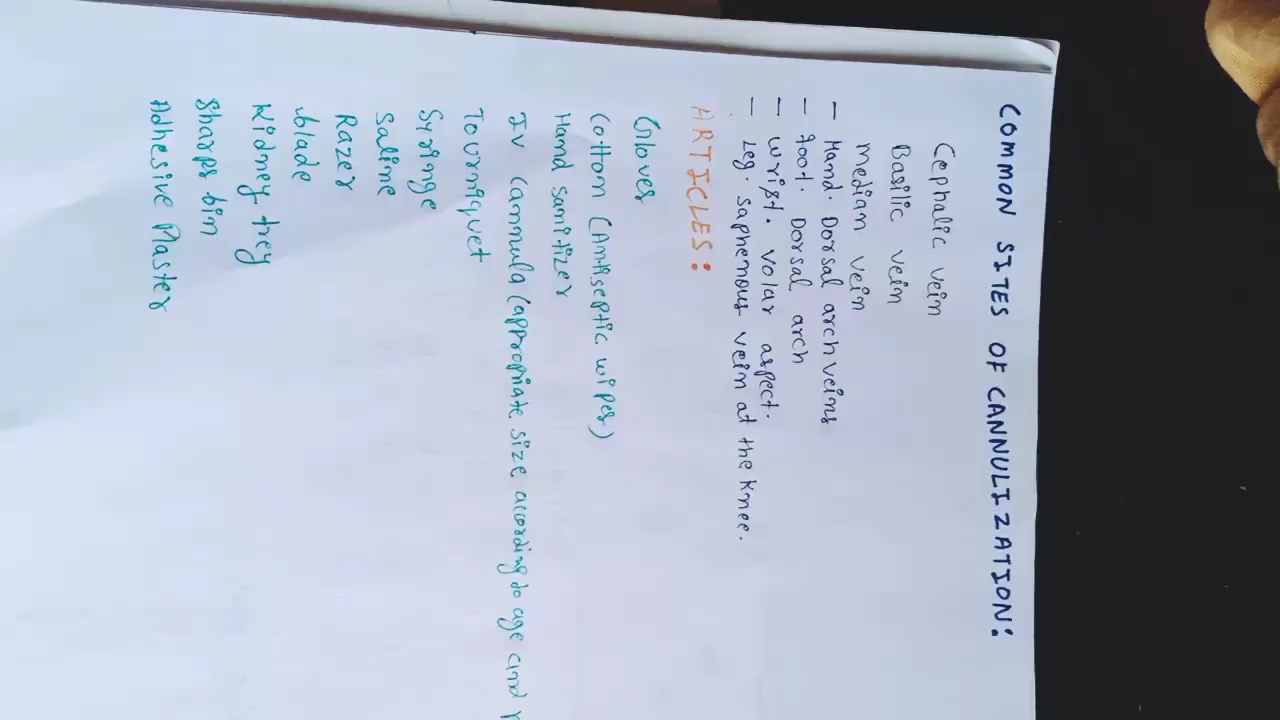 COMMON SITES OF CANNULIZATION:
Cephalic vein
Basilic vein
Median vein
- Hand. Dorsal arch veins
- foot. Dorsal arch
- wrist. volar aspect.
- Leg. saphenous vein at the knee.
ARTICLES:
Gloves
Cotton (Antiseptic wipes)
Hand sanitizer
IV cannula (appropriate size according to age and
Tourniquet
Syringe
Saline
Razer
blade
Kidney trey
Sharps bin
Adhesive Plaster